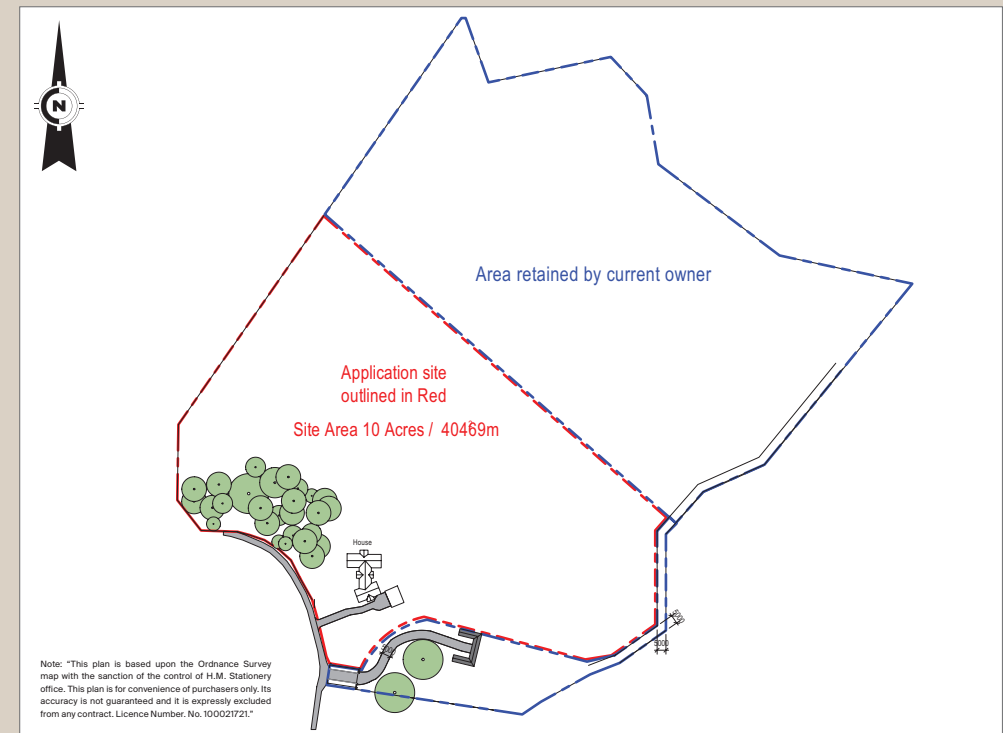 N
Area retained by current owner
Application site
outlined in Red
Site Area 10 Acres / 40469m
House
5000
5000
5000
Note: “This plan is based upon the Ordnance Survey
map with the sanction of the control of H.M. Stationery
office. This plan is for convenience of purchasers only. Its
accuracy is not guaranteed and it is expressly excluded
from any contract. Licence Number. No. 100021721.”